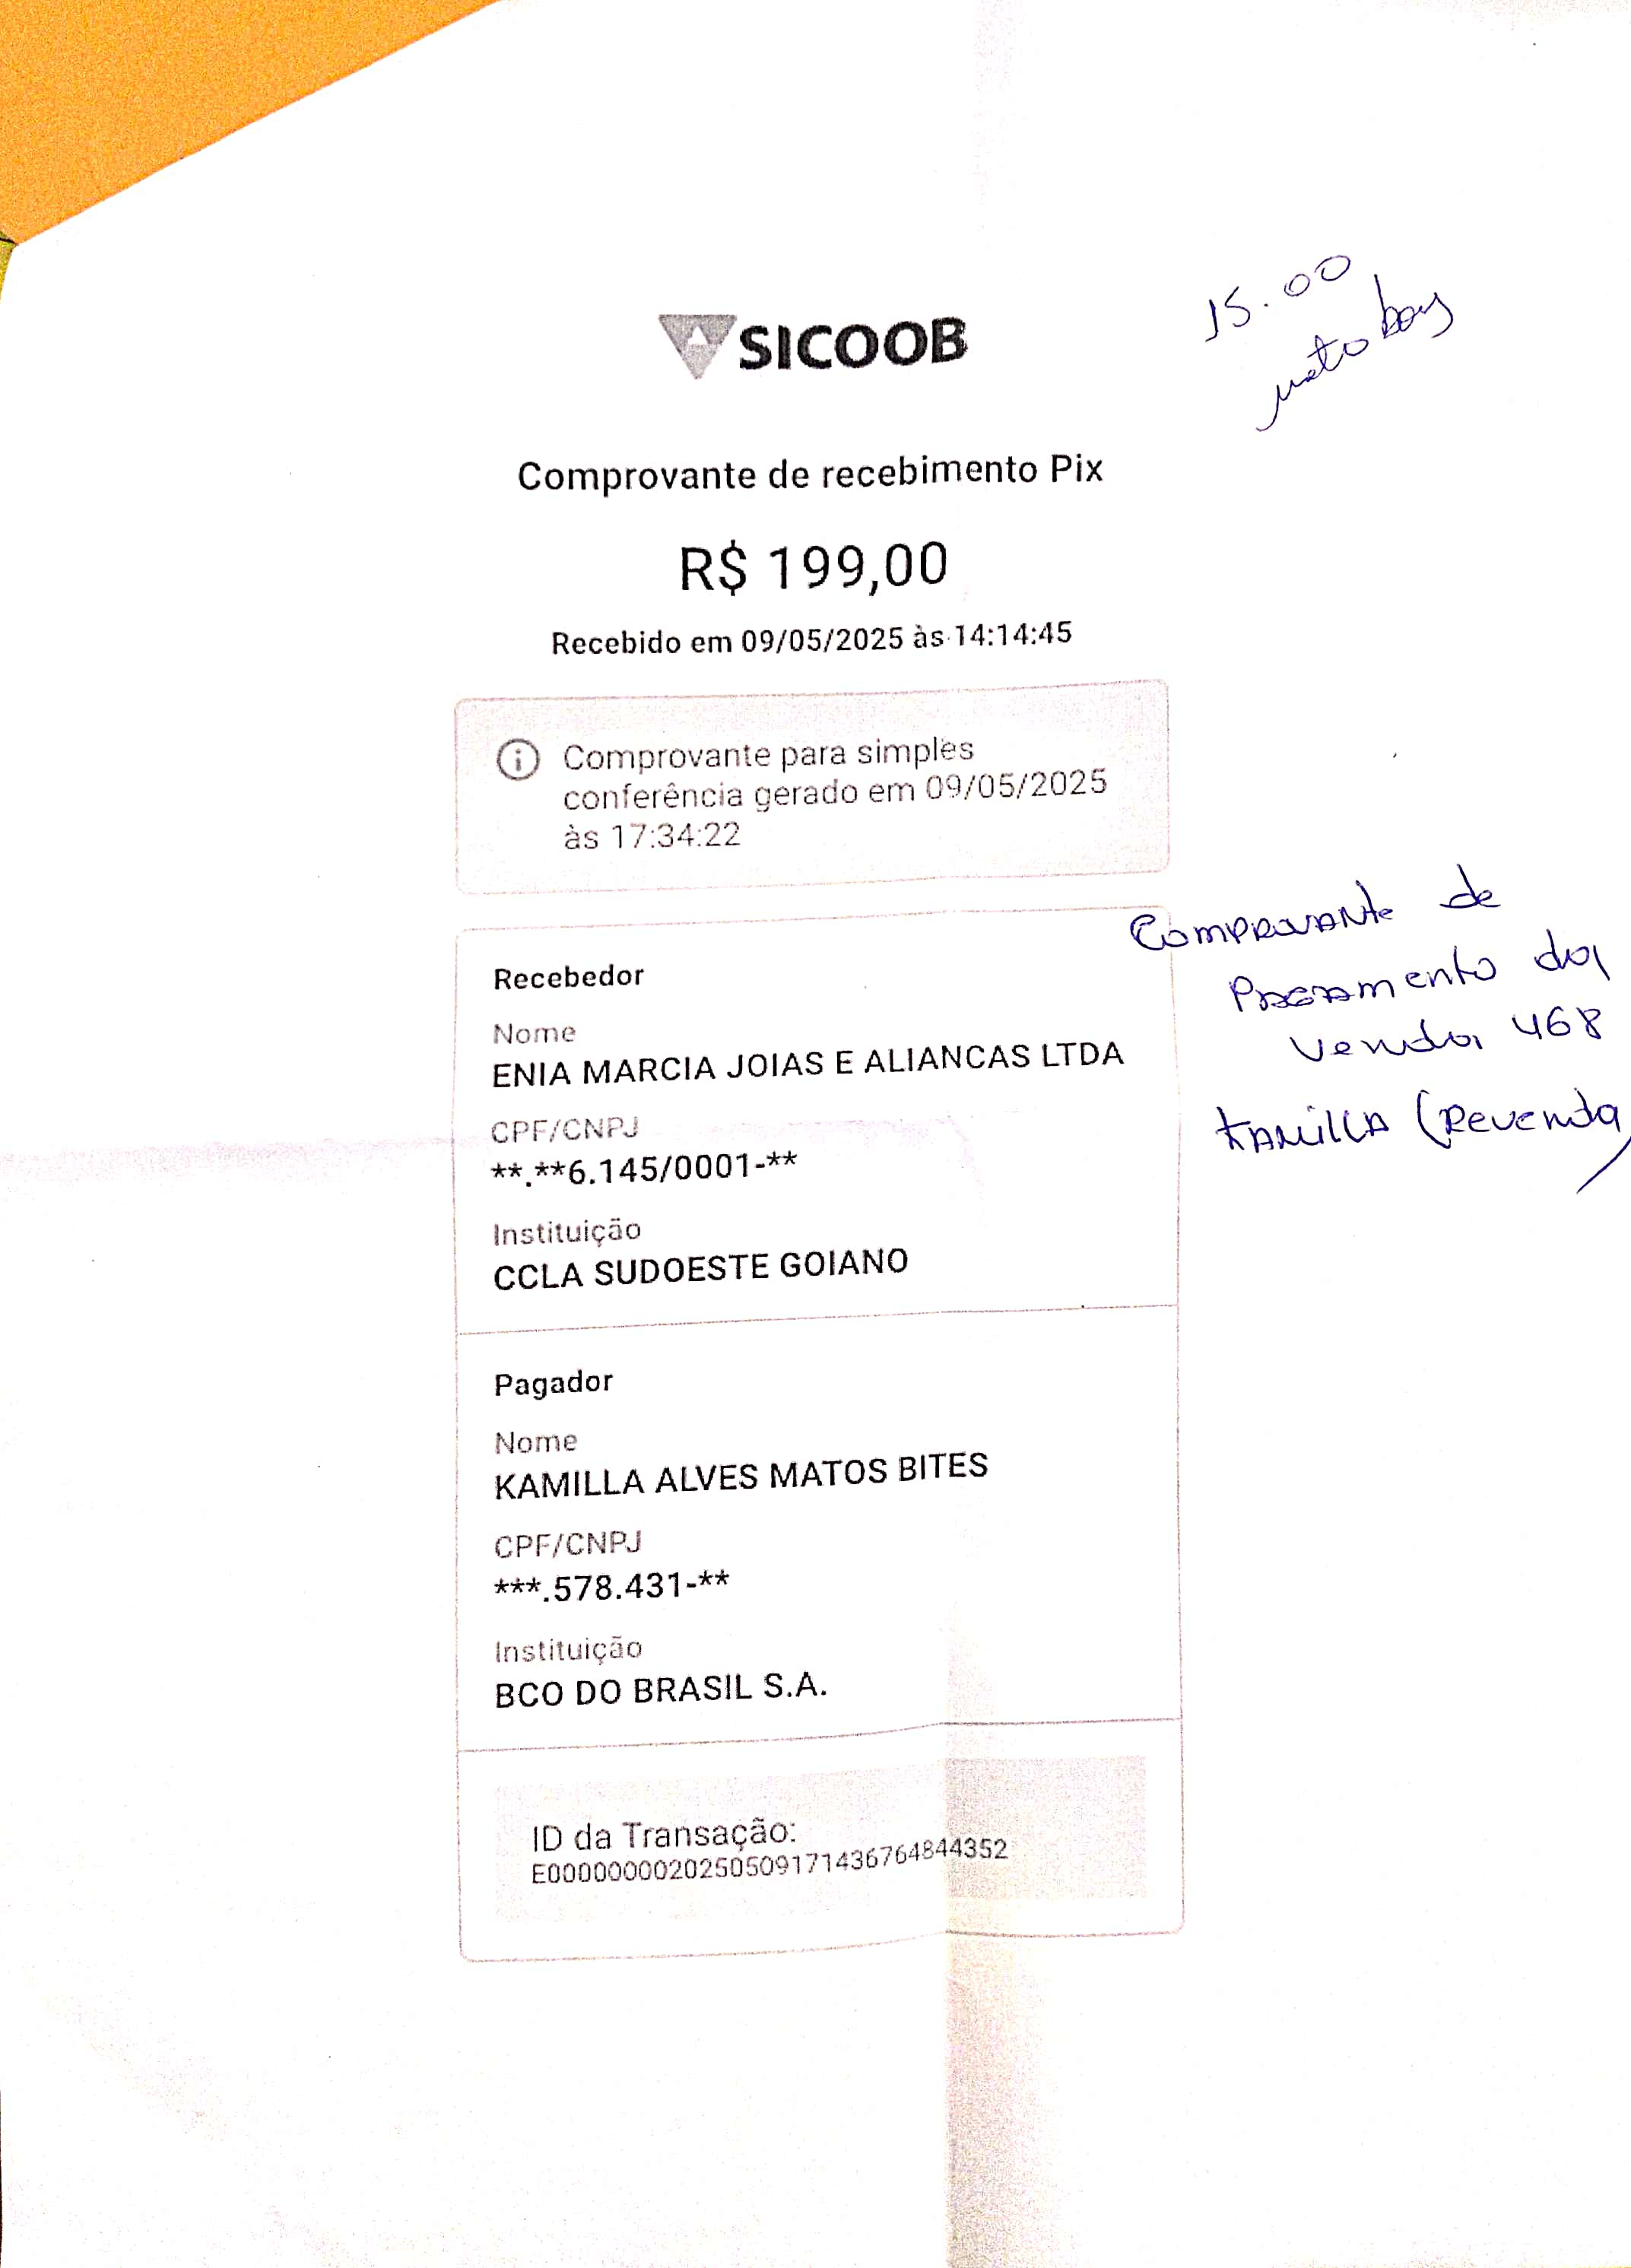 15.00
moto boy
SICOOB
Comprovante de recebimento Pix
R$ 199,00
Recebido em 09/05/2025 às 14:14:45
Comprovante para simples
conferência gerado em 09/05/2025
às 17:34:22
Comprovante de
Pagamento da
venda 468
Kamilla (Revenda
Recebedor
Nome
ENIA MARCIA JOIAS E ALIANCAS LTDA
CPF/CNPJ
**.**6.145/0001-**
Instituição
CCLA SUDOESTE GOIANO
Pagador
Nome
KAMILLA ALVES MATOS BITES
CPF/CNPJ
***.578.431-**
Instituição
BCO DO BRASIL S.A.
ID da Transação:
E0000000020250509171436764844352